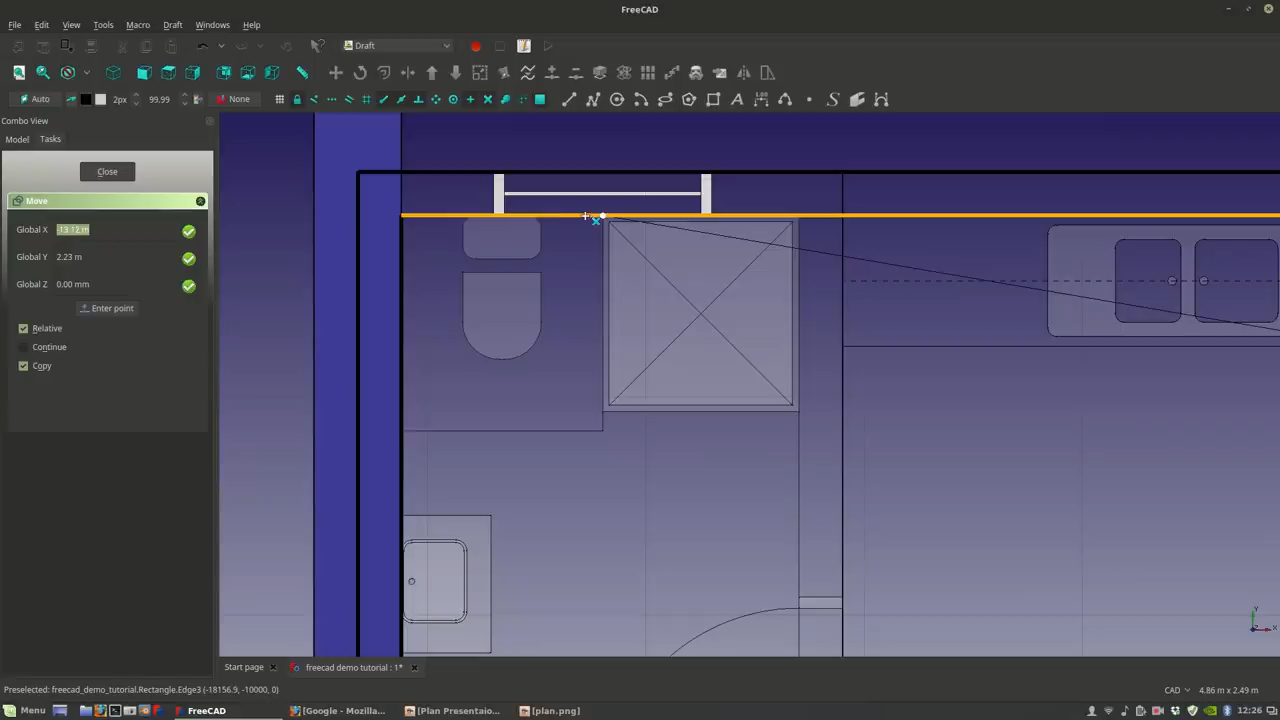 FreeCAD
File Edit View Tools Macro Draft Windows Help
Draft
Auto 2px 99.99 None
Combo View
Model Tasks
Close
Move
Global X -13.12 m
Global Y 2.23 m
Global Z 0.00 mm
Enter point
Relative
Continue
Copy
Y
X
Start page freecad demo tutorial : 1*
Preselected: freecad_demo_tutorial.Rectangle.Edge3 (-18156.9, -10000, 0) CAD 4.86 m x 2.49 m
Menu FreeCAD [Google - Mozilla... [Plan Presentaio... [plan.png] 12:26